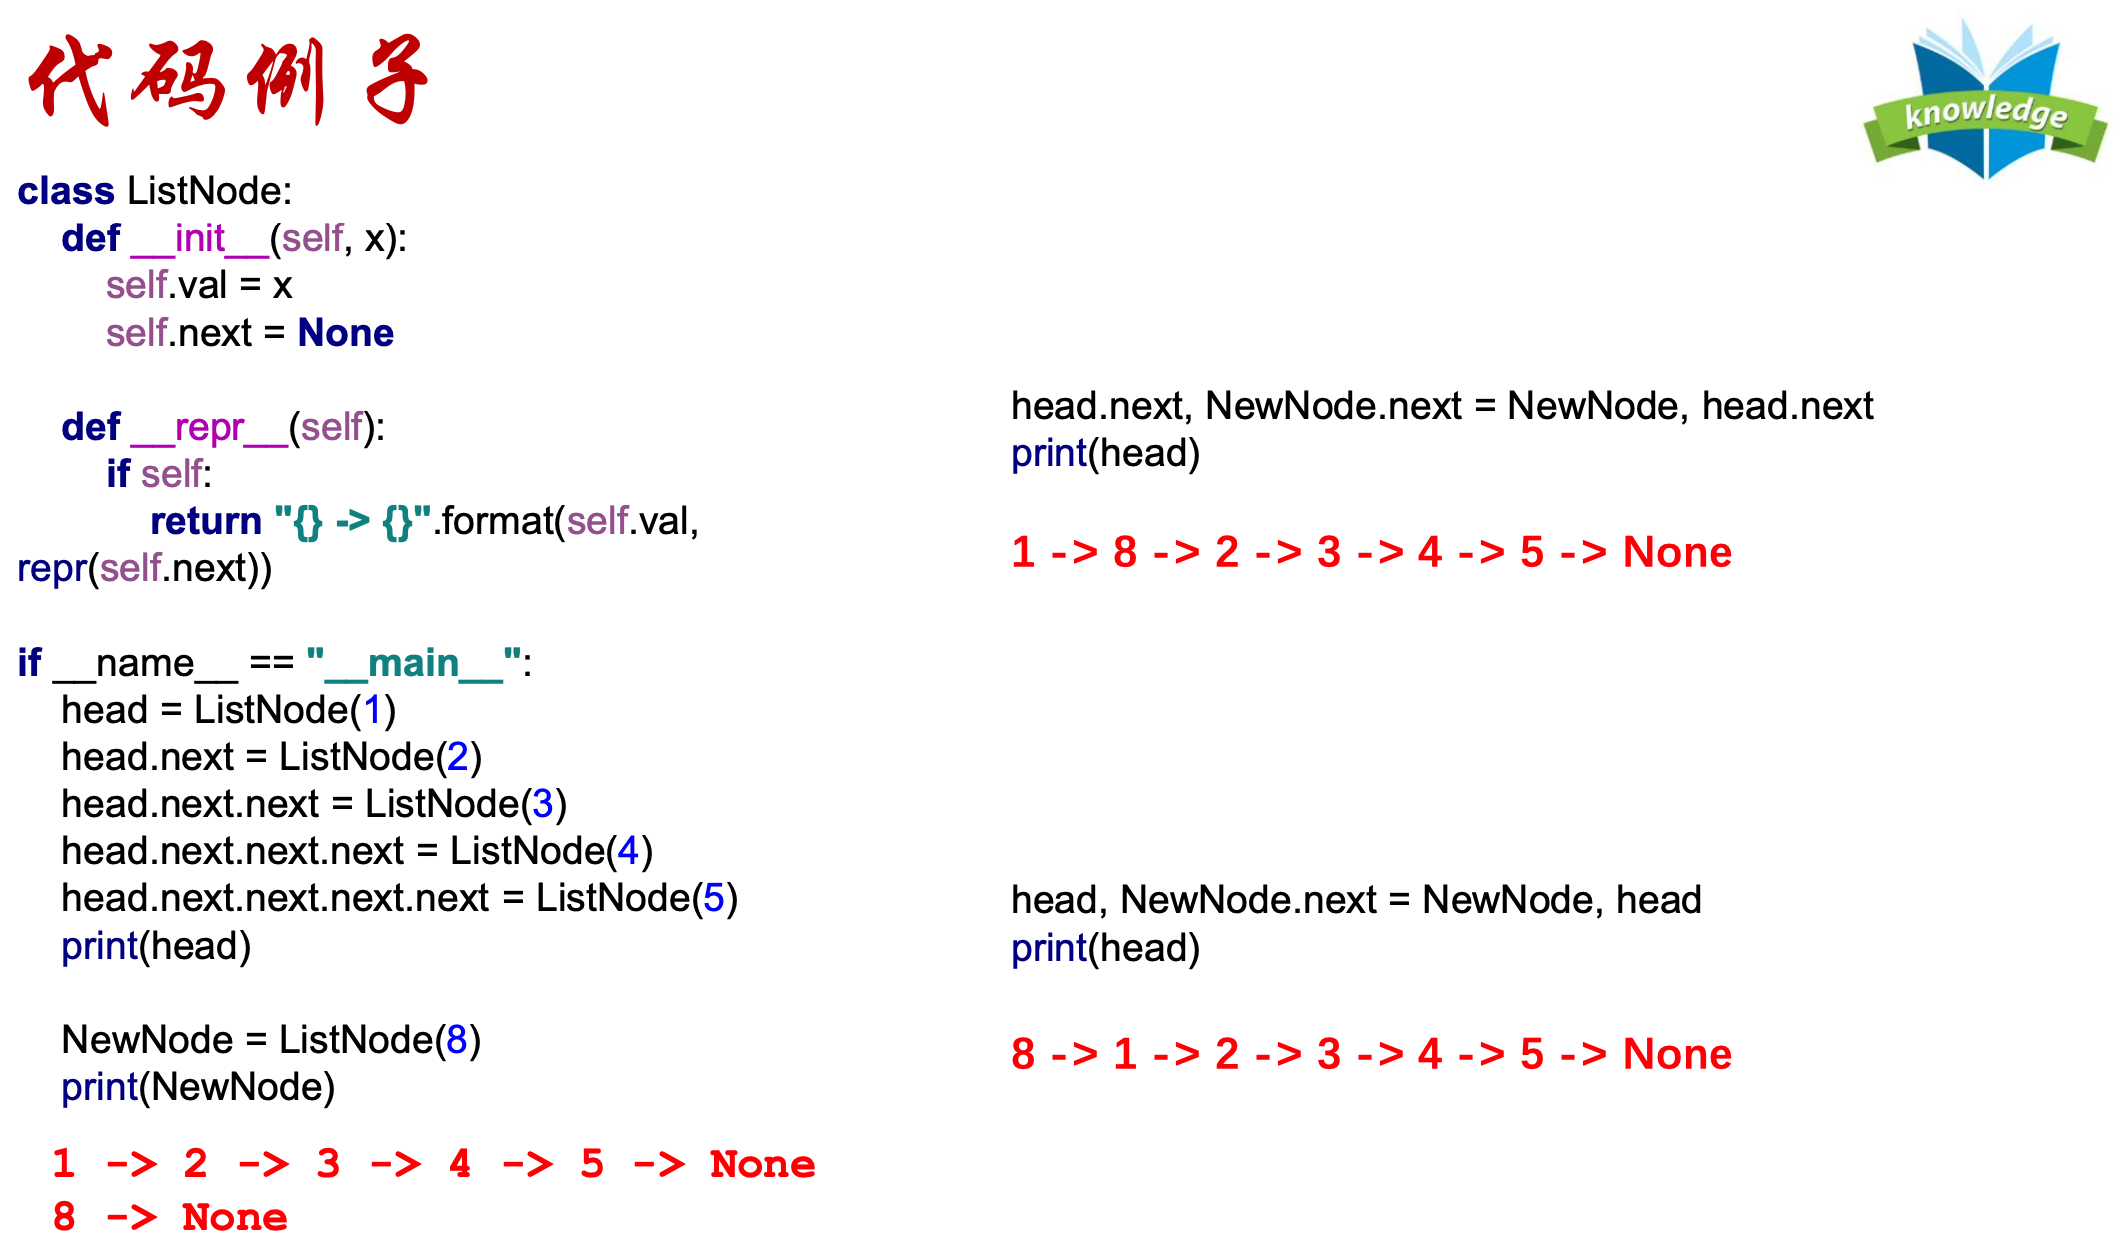 代码例子
knowledge
class ListNode:
    def __init__(self, x):
        self.val = x
        self.next = None
    def __repr__(self):
        if self:
            return "{} -> {}".format(self.val,
repr(self.next))
if __name__ == "__main__":
    head = ListNode(1)
    head.next = ListNode(2)
    head.next.next = ListNode(3)
    head.next.next.next = ListNode(4)
    head.next.next.next.next = ListNode(5)
    print(head)
    NewNode = ListNode(8)
    print(NewNode)
1 -> 2 -> 3 -> 4 -> 5 -> None
8 -> None
head.next, NewNode.next = NewNode, head.next
print(head)
1 -> 8 -> 2 -> 3 -> 4 -> 5 -> None
head, NewNode.next = NewNode, head
print(head)
8 -> 1 -> 2 -> 3 -> 4 -> 5 -> None